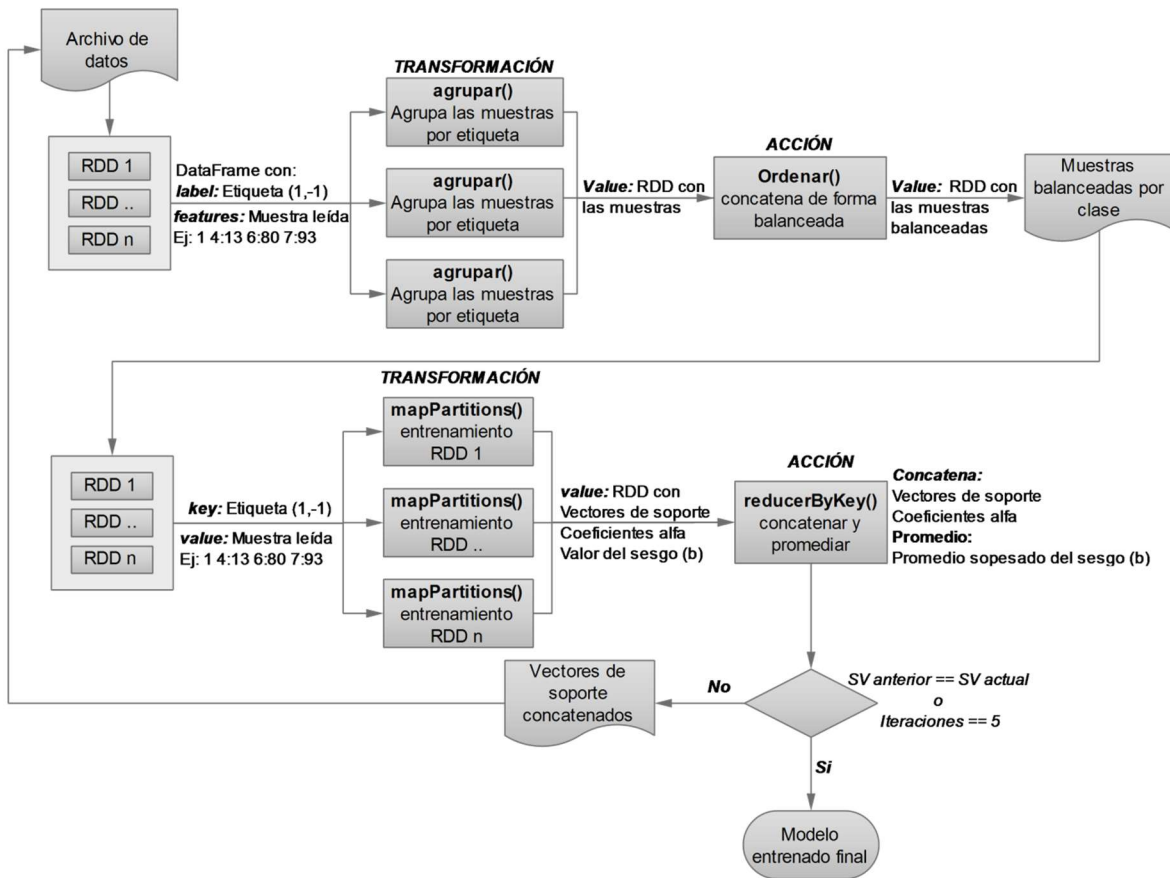 Archivo de
datos
RDD 1
RDD ..
RDD n
DataFrame con:
label: Etiqueta (1,-1)
features: Muestra leída
Ej: 1 4:13 6:80 7:93
TRANSFORMACIÓN
agrupar()
Agrupa las muestras
por etiqueta
agrupar()
Agrupa las muestras
por etiqueta
agrupar()
Agrupa las muestras
por etiqueta
Value: RDD con
las muestras
ACCIÓN
Ordenar()
concatena de forma
balanceada
Value: RDD con
las muestras
balanceadas
Muestras
balanceadas por
clase
RDD 1
RDD ..
RDD n
key: Etiqueta (1,-1)
value: Muestra leída
Ej: 1 4:13 6:80 7:93
TRANSFORMACIÓN
mapPartitions()
entrenamiento
RDD 1
mapPartitions()
entrenamiento
RDD ..
mapPartitions()
entrenamiento
RDD n
value: RDD con
Vectores de soporte
Coeficientes alfa
Valor del sesgo (b)
ACCIÓN
reducerByKey()
concatenar y
promediar
Concatena:
Vectores de soporte
Coeficientes alfa
Promedio:
Promedio sopesado del sesgo (b)
SV anterior == SV actual
o
Iteraciones == 5
No
Vectores de
soporte
concatenados
Si
Modelo
entrenado final